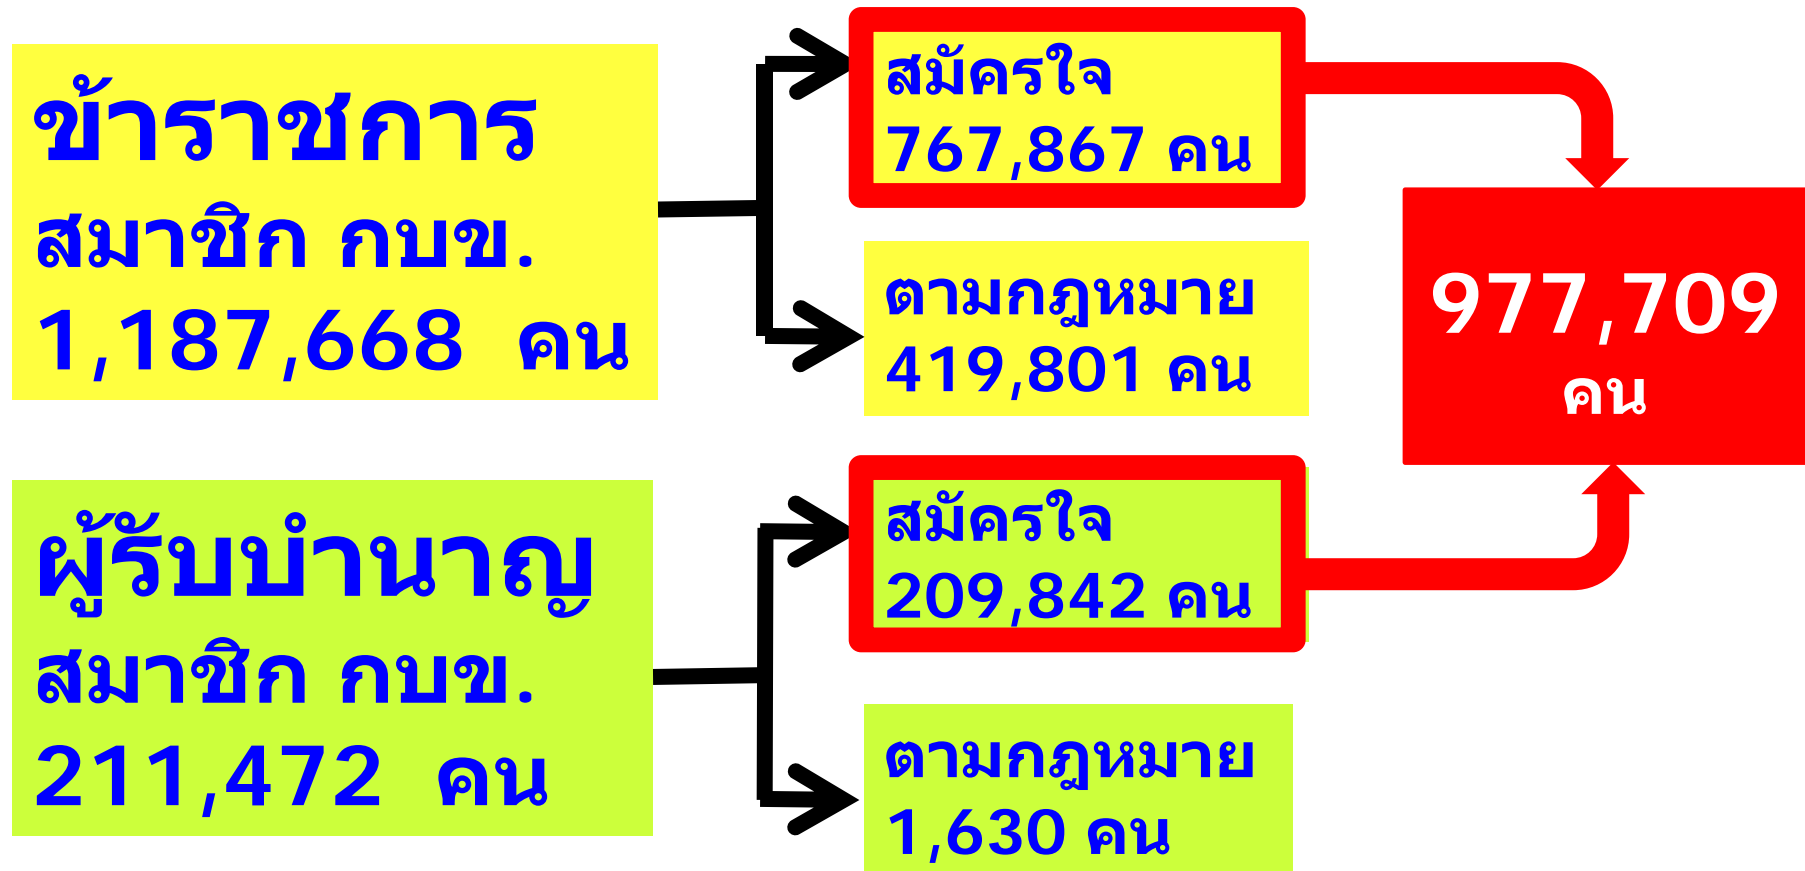 ข้าราชการ
สมาชิก กบข.
1,187,668 คน
สมัครใจ
767,867 คน
ตามกฎหมาย
419,801 คน
977,709
คน
ผู้รับบำนาญ
สมาชิก กบข.
211,472 คน
สมัครใจ
209,842 คน
ตามกฎหมาย
1,630 คน